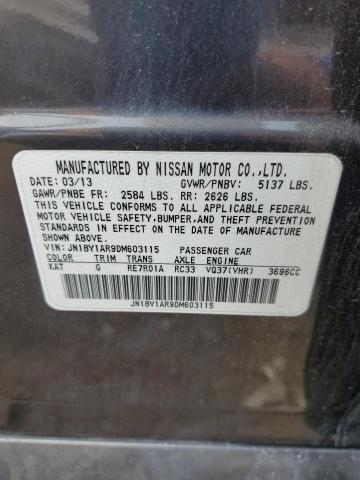 MANUFACTURED BY NISSAN MOTOR CO.,LTD.
DATE: 03/13 GVWR/PNBV: 5137 LBS.
GAWR/PNBE FR: 2584 LBS. RR: 2626 LBS.
THIS VEHICLE CONFORMS TO ALL APPLICABLE FEDERAL
MOTOR VEHICLE SAFETY,BUMPER,AND THEFT PREVENTION
STANDARDS IN EFFECT ON THE DATE OF MANUFACTURE
SHOWN ABOVE.
VIN: JN1BY1AR9DM603115 PASSENGER CAR
COLOR TRIM TRANS AXLE ENGINE
KAT G RE7R01A RC33 VQ37(VHR) 3696CC
JN1BY1AR9DM603115